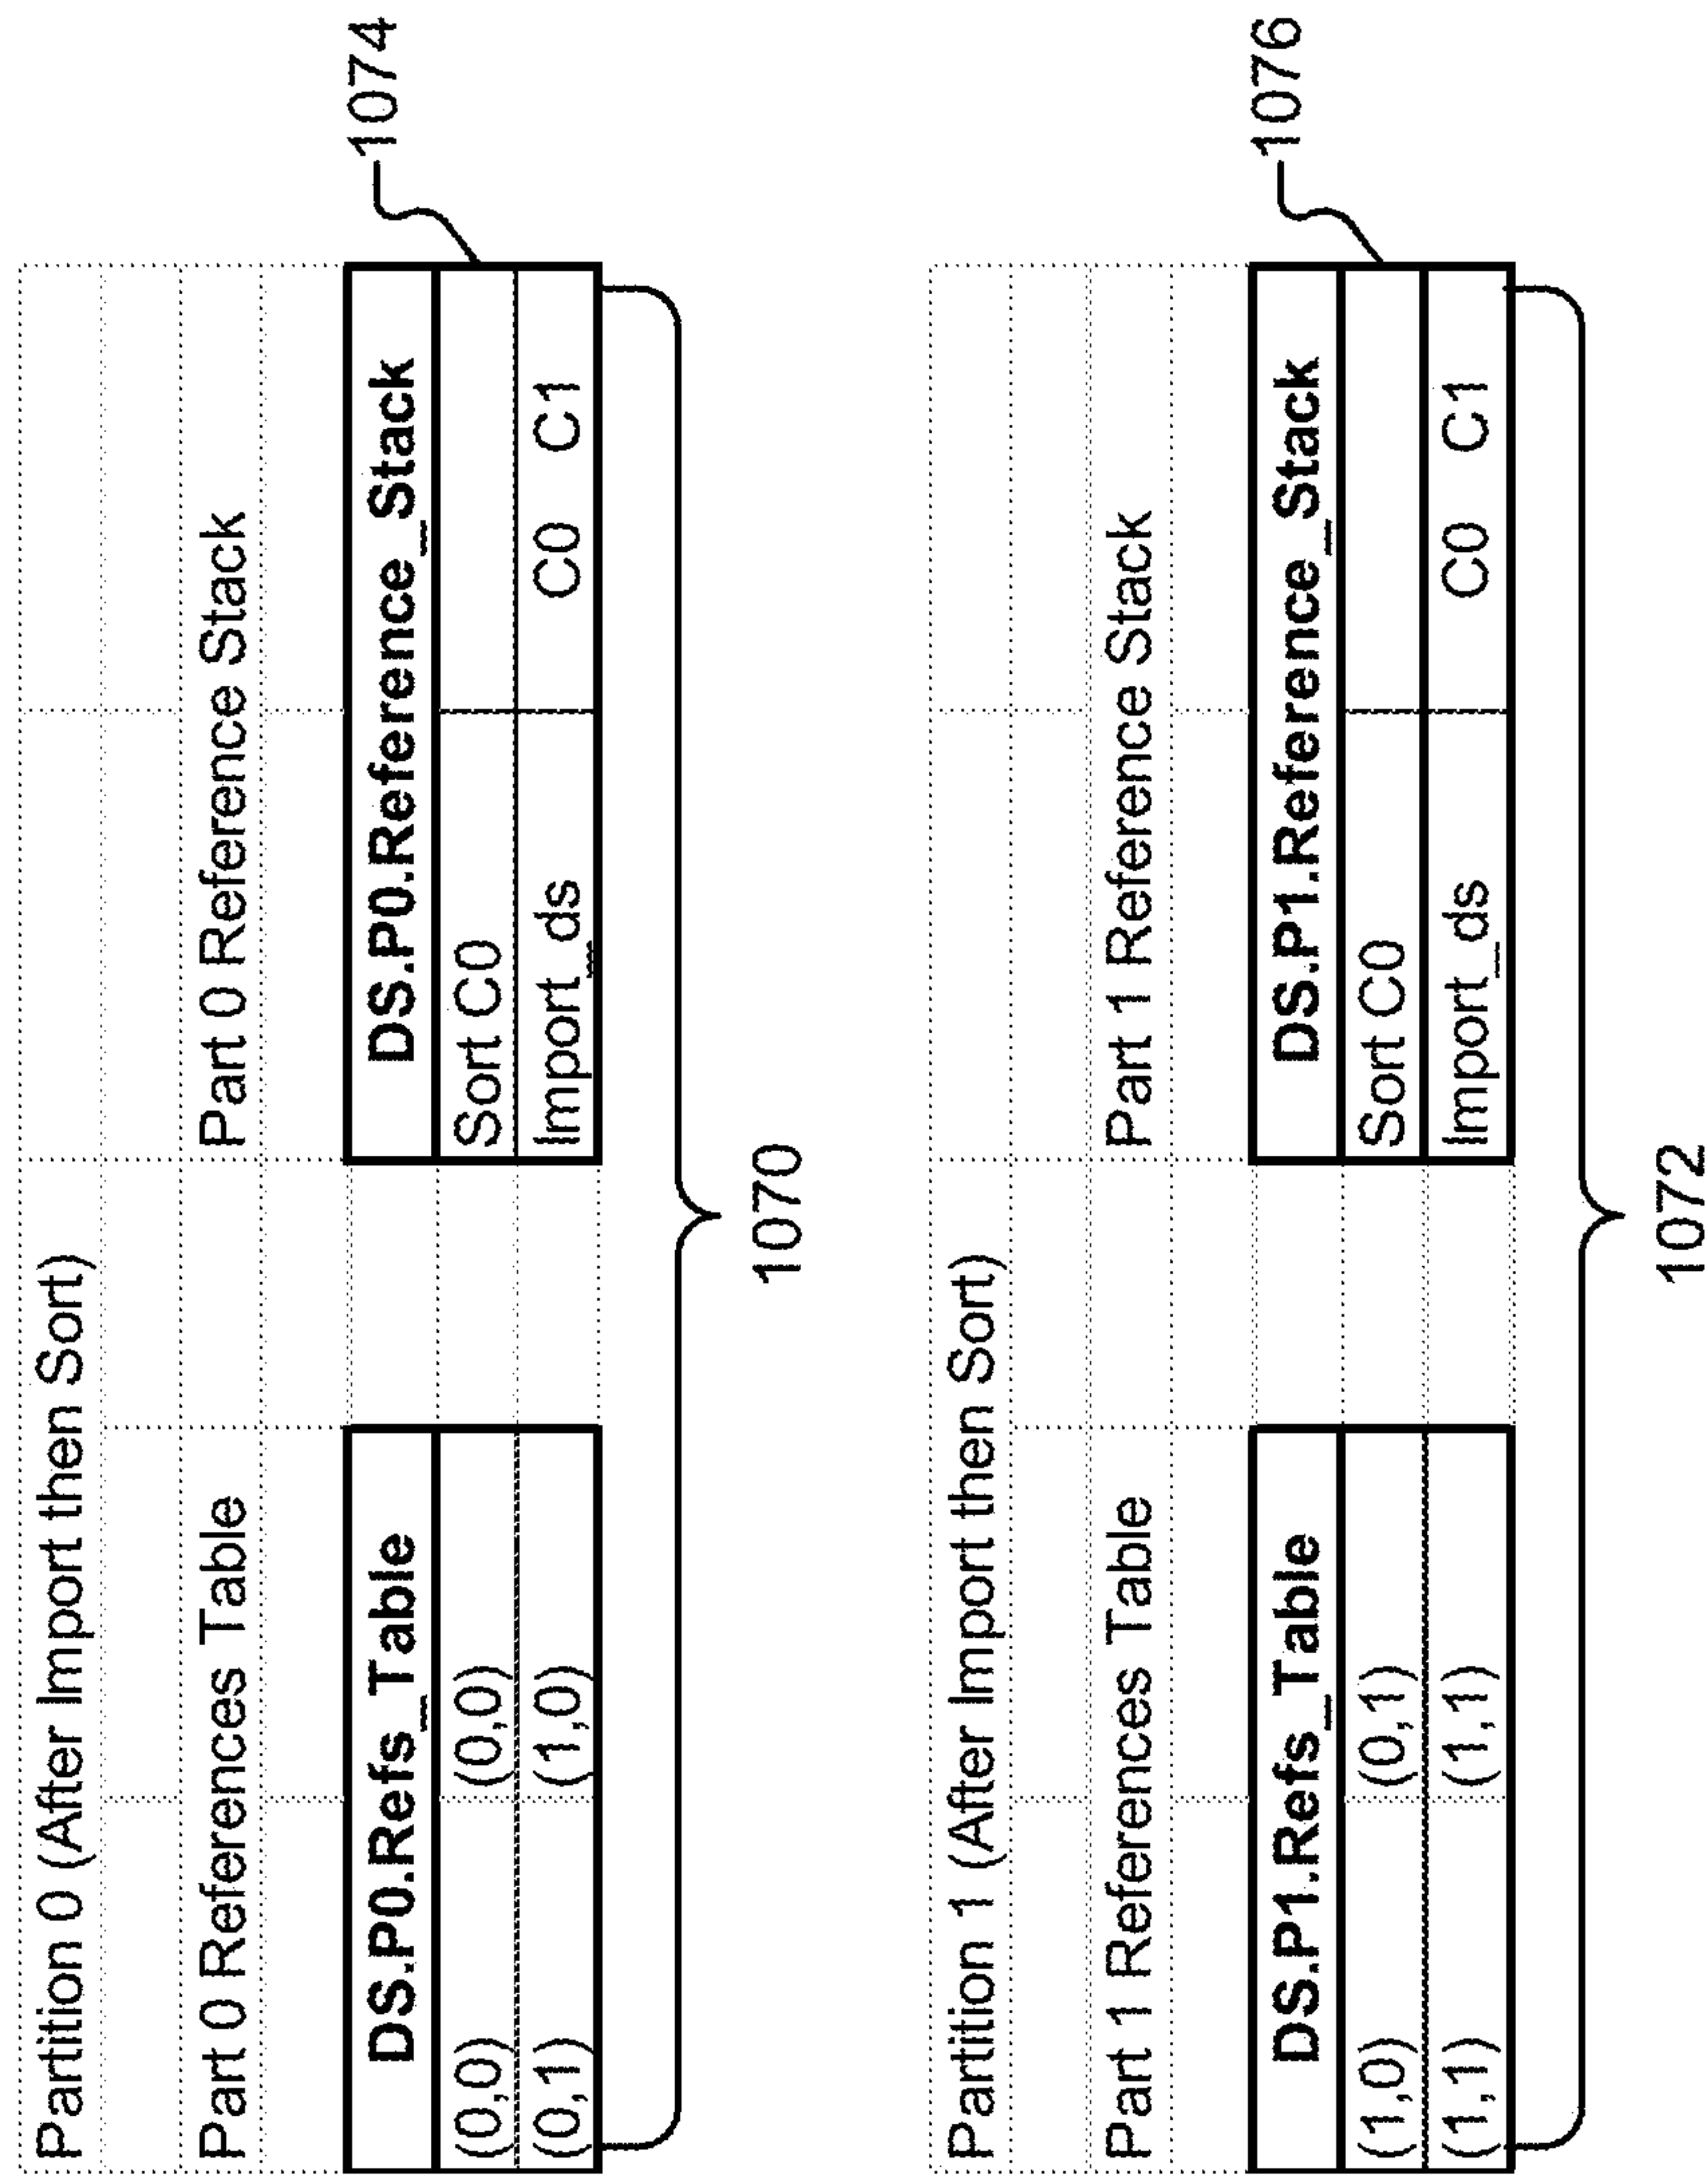 Partition 0 (After Import then Sort)
Part 0 References Table Part 0 Reference Stack
DS.P0.Refs_Table DS.P0.Reference_Stack
(0,0) (0,0) Sort C0
(0,1) (1,0) Import_ds C0 C1
1074
1070
Partition 1 (After Import then Sort)
Part 1 References Table Part 1 Reference Stack
DS.P1.Refs_Table DS.P1.Reference_Stack
(1,0) (0,1) Sort C0
(1,1) (1,1) Import_ds C0 C1
1076
1072